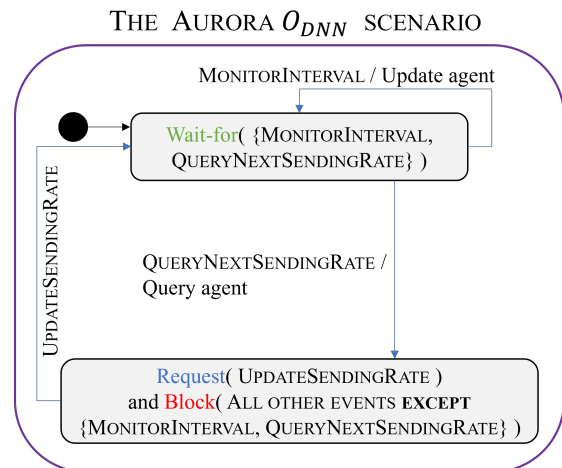 THE AURORA O_DNN SCENARIO
MONITORINTERVAL / Update agent
Wait-for( {MONITORINTERVAL,
QUERYNEXTSENDINGRATE} )
UPDATESENDINGRATE
QUERYNEXTSENDINGRATE /
Query agent
Request( UPDATESENDINGRATE )
and Block( ALL OTHER EVENTS EXCEPT
{MONITORINTERVAL, QUERYNEXTSENDINGRATE} )